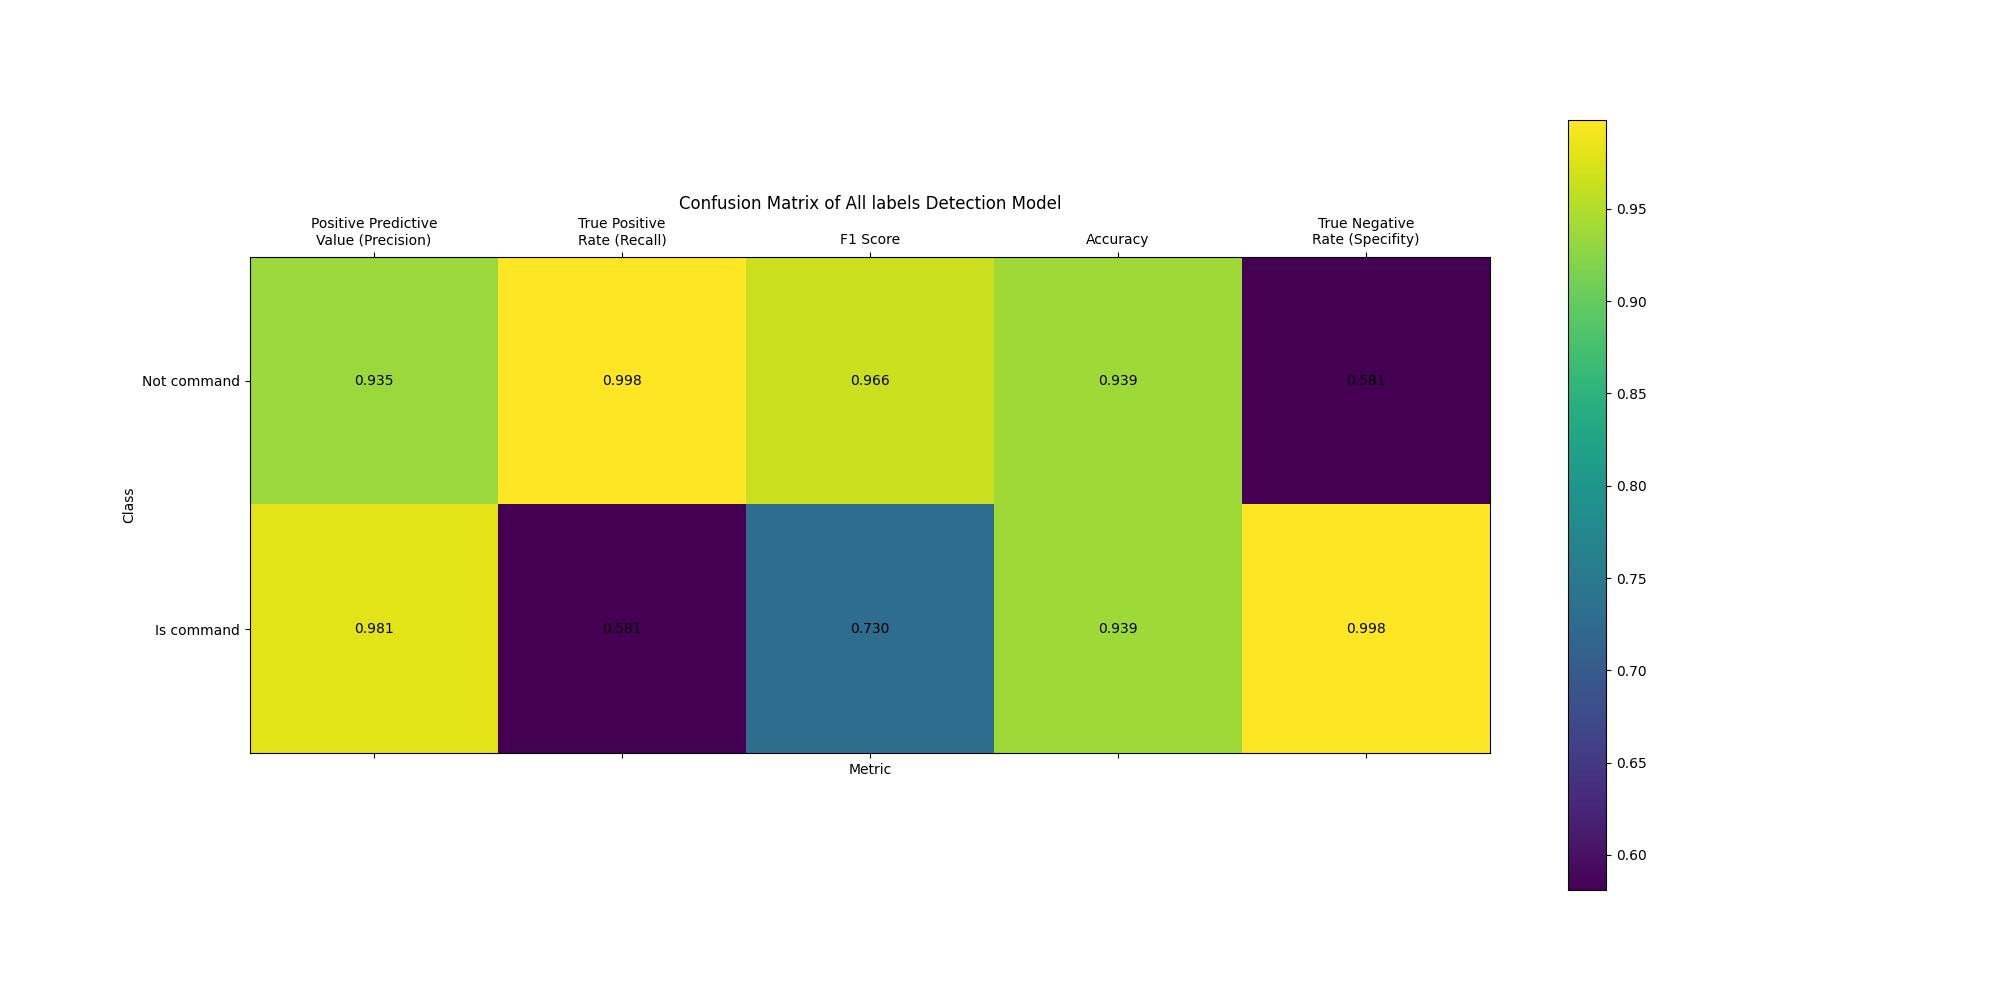 Confusion Matrix of All labels Detection Model
Positive Predictive
Value (Precision)
True Positive
Rate (Recall)
F1 Score
Accuracy
True Negative
Rate (Specifity)
Class
Not command
0.935
0.998
0.966
0.939
0.581
Is command
0.981
0.581
0.730
0.939
0.998
Metric
0.95
0.90
0.85
0.80
0.75
0.70
0.65
0.60